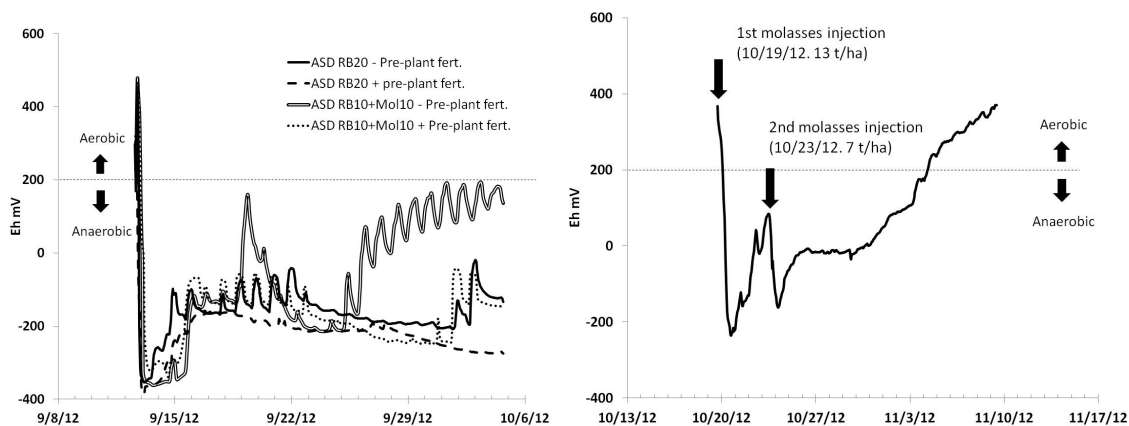 Eh mV
600
400
200
0
-200
-400
9/8/12
9/15/12
9/22/12
9/29/12
10/6/12
Aerobic
Anaerobic
ASD RB20 - Pre-plant fert.
ASD RB20 + pre-plant fert.
ASD RB10+Mol10 - Pre-plant fert.
ASD RB10+Mol10 + Pre-plant fert.
Eh mV
600
400
200
0
-200
-400
10/13/12
10/20/12
10/27/12
11/3/12
11/10/12
11/17/12
1st molasses injection
(10/19/12. 13 t/ha)
2nd molasses injection
(10/23/12. 7 t/ha)
Aerobic
Anaerobic